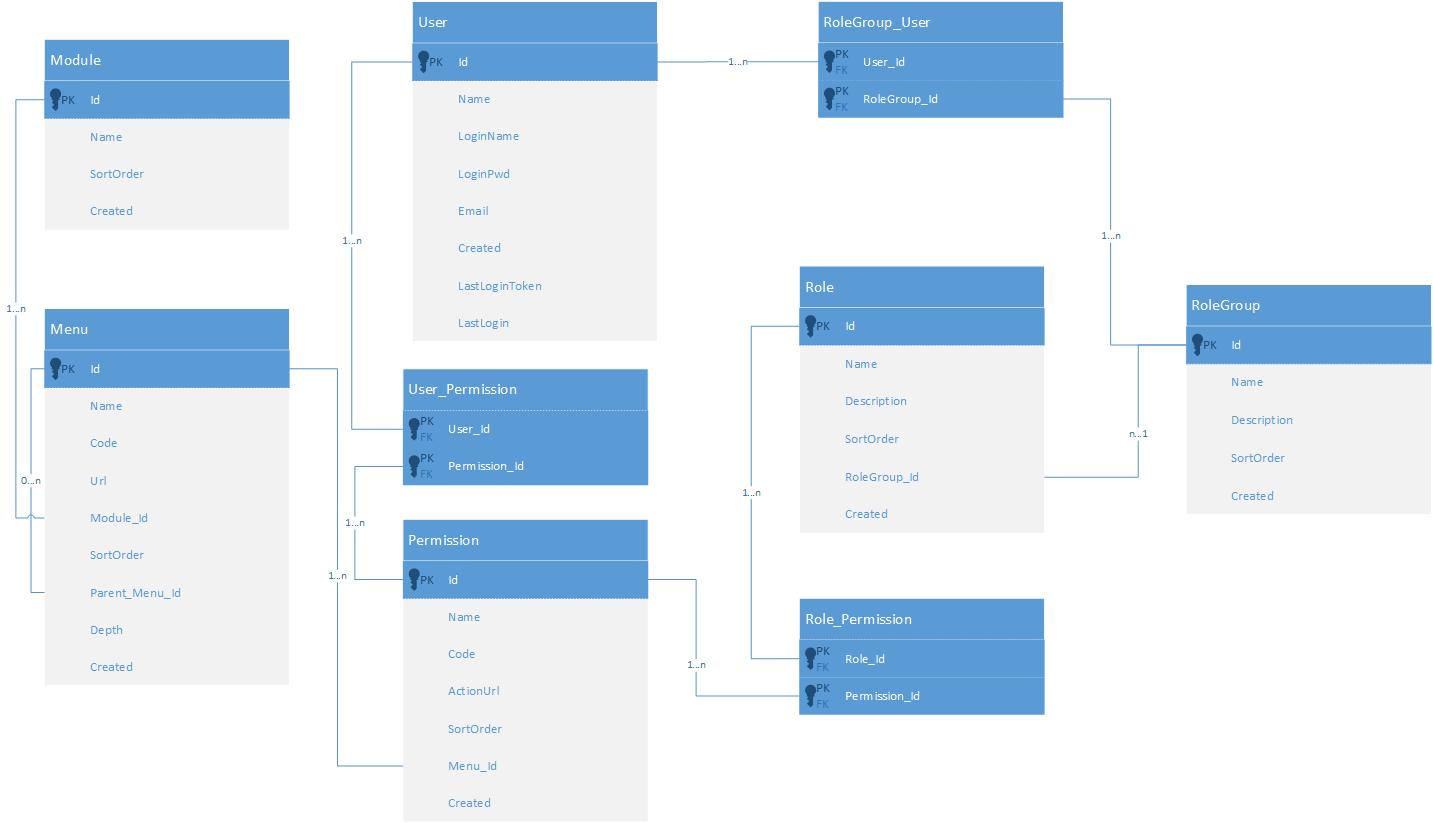 Module
PK Id
Name
SortOrder
Created
User
PK Id
Name
LoginName
LoginPwd
Email
Created
LastLoginToken
LastLogin
RoleGroup_User
PK
FK
User_Id
PK
FK
RoleGroup_Id
1...n
1...n
1...n
1...n
Menu
PK Id
Name
Code
Url
Module_Id
SortOrder
Parent_Menu_Id
Depth
Created
0...n
User_Permission
PK
FK
User_Id
PK
FK
Permission_Id
1...n
1...n
Permission
PK Id
Name
Code
ActionUrl
SortOrder
Menu_Id
Created
Role
PK Id
Name
Description
SortOrder
RoleGroup_Id
Created
1...n
n...1
RoleGroup
PK Id
Name
Description
SortOrder
Created
Role_Permission
PK
FK
Role_Id
PK
FK
Permission_Id
1...n